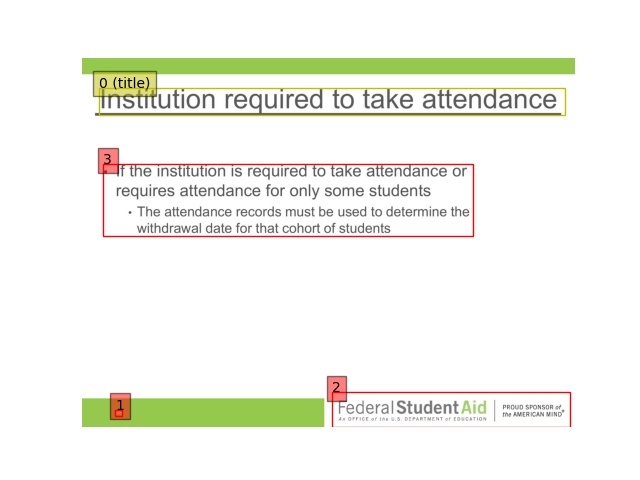 0 (title)
Institution required to take attendance
3
• If the institution is required to take attendance or
requires attendance for only some students
• The attendance records must be used to determine the
withdrawal date for that cohort of students
1
2
Federal Student Aid | PROUD SPONSOR of
An OFFICE of the U.S. DEPARTMENT of EDUCATION the AMERICAN MIND